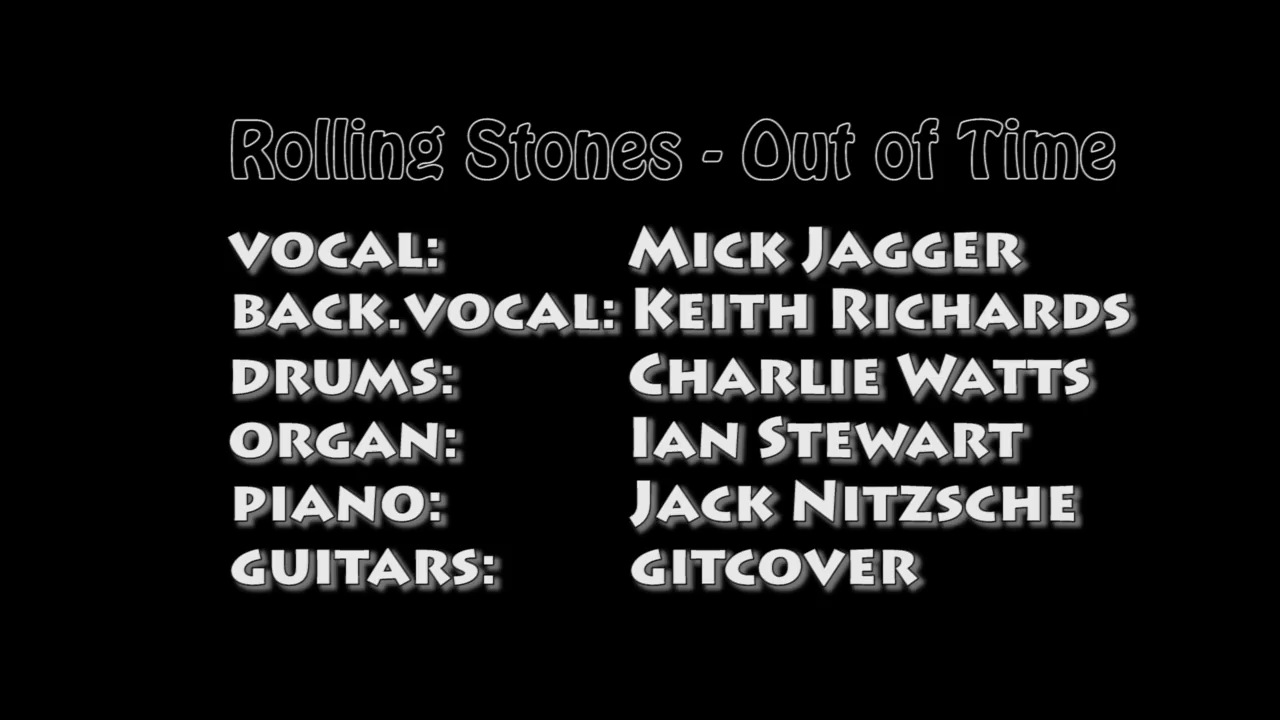 Rolling Stones - Out of Time
vocal: Mick Jagger
back.vocal: Keith Richards
drums: Charlie Watts
organ: Ian Stewart
piano: Jack Nitzsche
guitars: gitcover